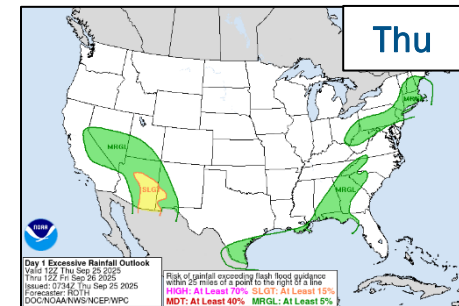 Thu
MRGL
MRGL
SLGT
MRGL
NOAA
Day 1 Excessive Rainfall Outlook
Valid 12Z Thu Sep 25 2025
Thru 12Z Fri Sep 26 2025
Issued: 0734Z Thu Sep 25 2025
Forecaster: ROTH
DOC/NOAA/NWS/NCEP/WPC
Risk of rainfall exceeding flash flood guidance
within 25 miles of a point to the right of a line
HIGH: At Least 70% SLGT: At Least 15%
MDT: At Least 40% MRGL: At Least 5%